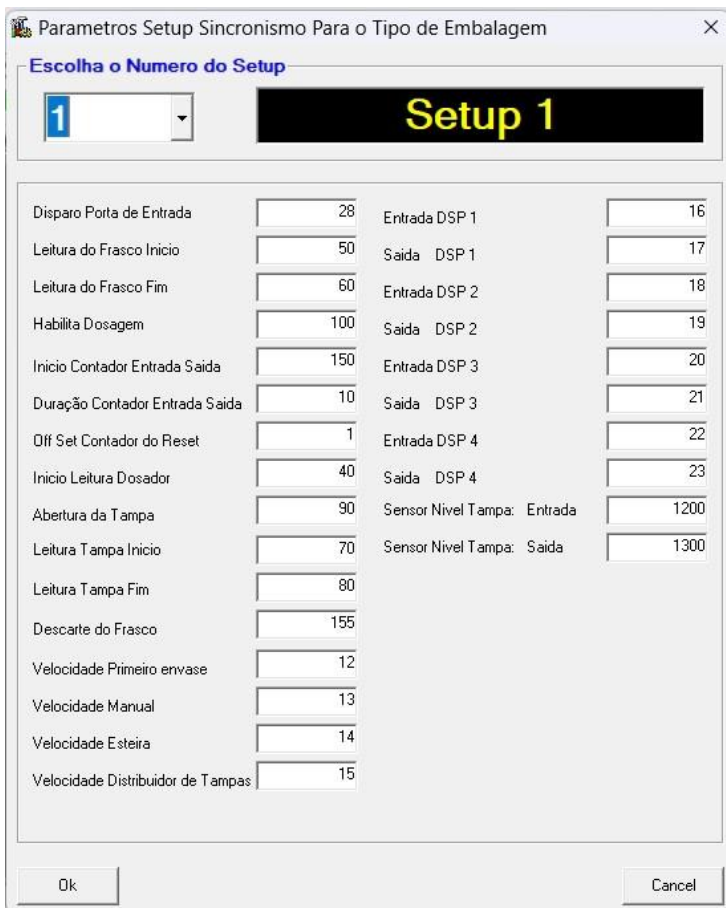 Parametros Setup Sincronismo Para o Tipo de Embalagem
Escolha o Numero do Setup
1
Setup 1
Disparo Porta de Entrada 28
Leitura do Frasco Inicio 50
Leitura do Frasco Fim 60
Habilita Dosagem 100
Inicio Contador Entrada Saida 150
Duração Contador Entrada Saida 10
Off Set Contador do Reset 1
Inicio Leitura Dosador 40
Abertura da Tampa 90
Leitura Tampa Inicio 70
Leitura Tampa Fim 80
Descarte do Frasco 155
Velocidade Primeiro envase 12
Velocidade Manual 13
Velocidade Esteira 14
Velocidade Distribuidor de Tampas 15
Entrada DSP 1 16
Saida DSP 1 17
Entrada DSP 2 18
Saida DSP 2 19
Entrada DSP 3 20
Saida DSP 3 21
Entrada DSP 4 22
Saida DSP 4 23
Sensor Nivel Tampa: Entrada 1200
Sensor Nivel Tampa: Saida 1300
Ok
Cancel